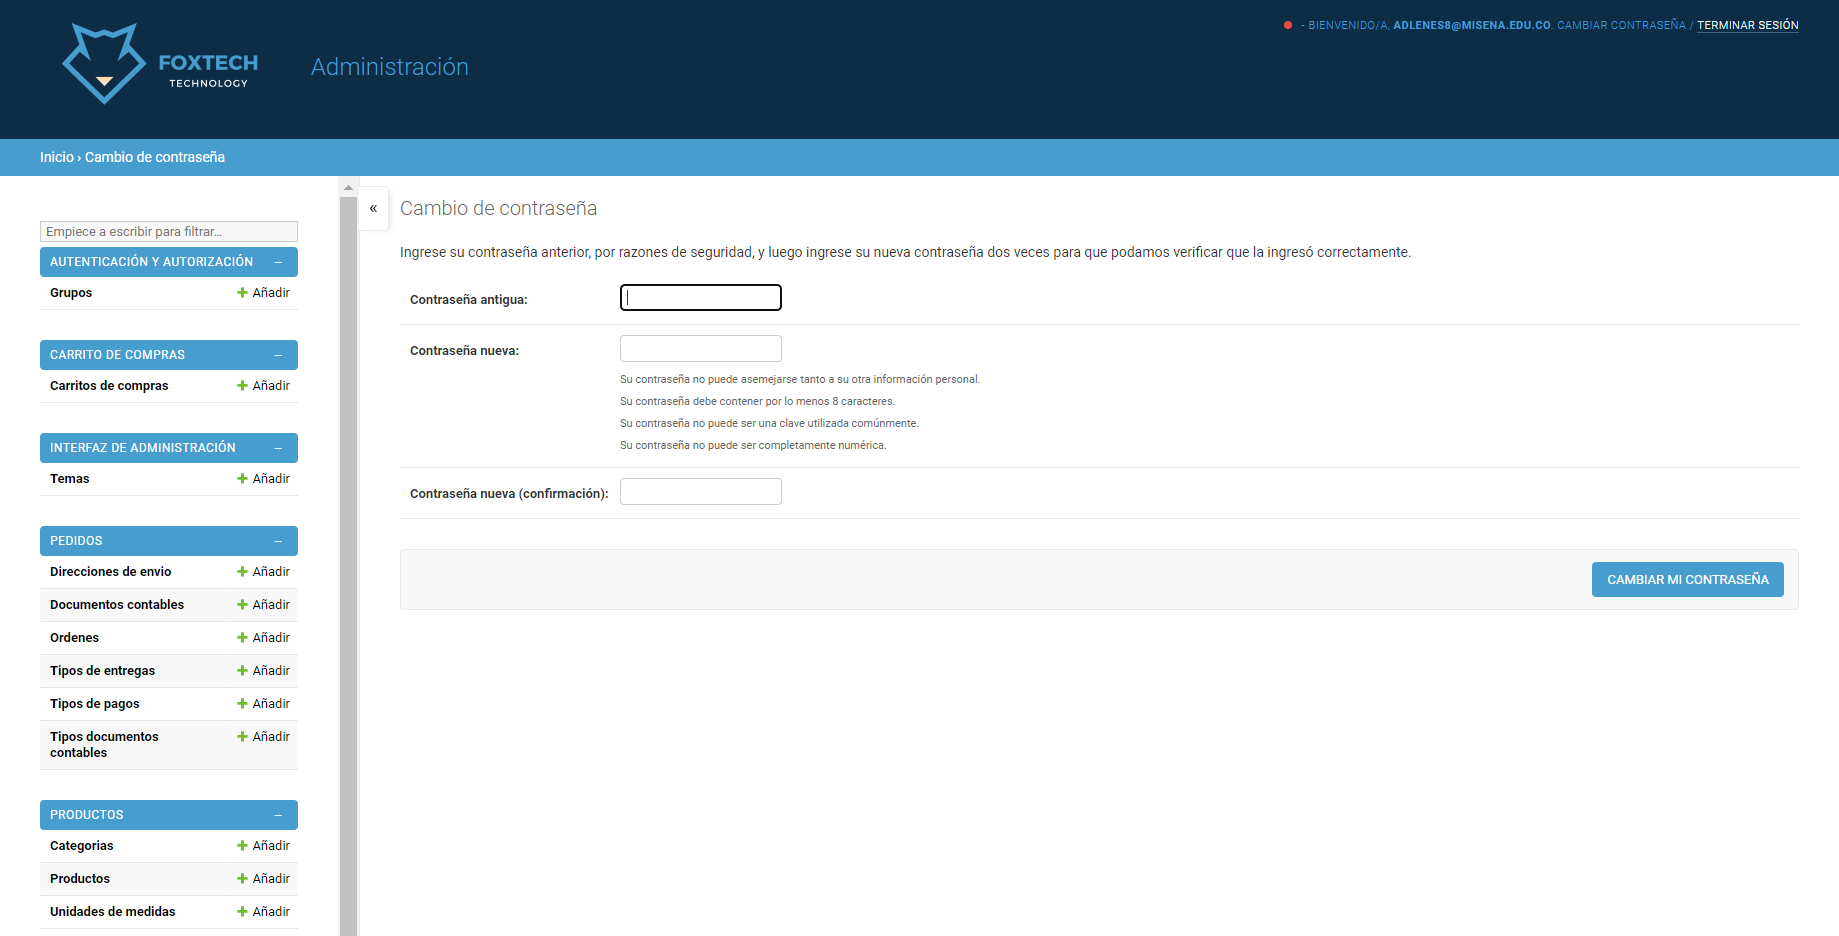 FOXTECH
TECHNOLOGY
Administración
- BIENVENIDO/A, ADLENES8@MISENA.EDU.CO. CAMBIAR CONTRASEÑA / TERMINAR SESIÓN
Inicio › Cambio de contraseña
Empiece a escribir para filtrar...
AUTENTICACIÓN Y AUTORIZACIÓN –
Grupos + Añadir
CARRITO DE COMPRAS –
Carritos de compras + Añadir
INTERFAZ DE ADMINISTRACIÓN –
Temas + Añadir
PEDIDOS –
Direcciones de envio + Añadir
Documentos contables + Añadir
Ordenes + Añadir
Tipos de entregas + Añadir
Tipos de pagos + Añadir
Tipos documentos + Añadir
contables
PRODUCTOS –
Categorias + Añadir
Productos + Añadir
Unidades de medidas + Añadir
«
Cambio de contraseña
Ingrese su contraseña anterior, por razones de seguridad, y luego ingrese su nueva contraseña dos veces para que podamos verificar que la ingresó correctamente.
Contraseña antigua:
Contraseña nueva:
Su contraseña no puede asemejarse tanto a su otra información personal.
Su contraseña debe contener por lo menos 8 caracteres.
Su contraseña no puede ser una clave utilizada comúnmente.
Su contraseña no puede ser completamente numérica.
Contraseña nueva (confirmación):
CAMBIAR MI CONTRASEÑA